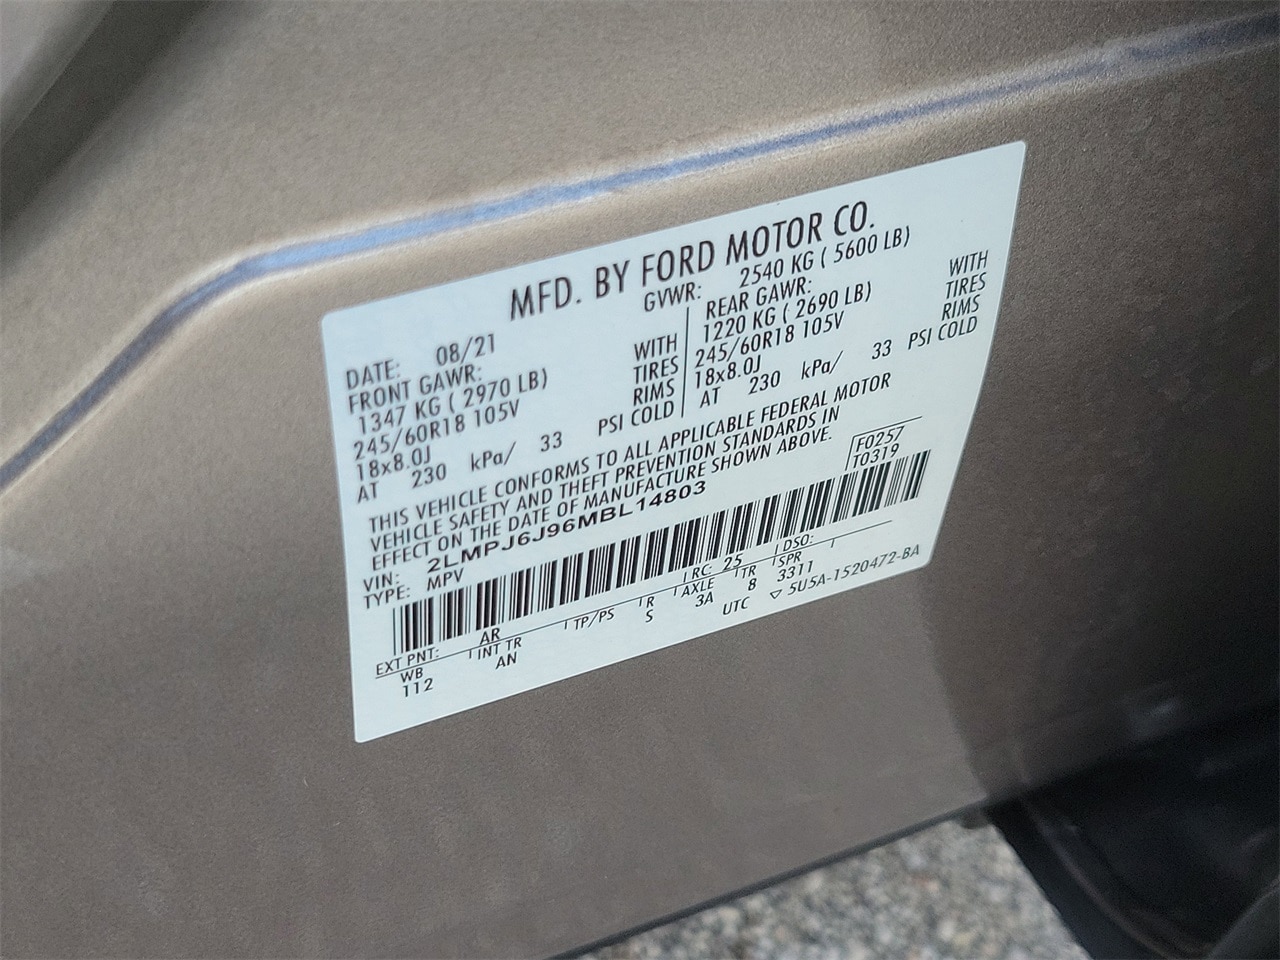 MFD. BY FORD MOTOR CO.
DATE: 08/21 GVWR: 2540 KG ( 5600 LB)
FRONT GAWR: REAR GAWR:
1347 KG ( 2970 LB) WITH 1220 KG ( 2690 LB) WITH
245/60R18 105V TIRES 245/60R18 105V TIRES
18x8.0J RIMS 18x8.0J RIMS
AT 230 kPa/ 33 PSI COLD AT 230 kPa/ 33 PSI COLD
THIS VEHICLE CONFORMS TO ALL APPLICABLE FEDERAL MOTOR
VEHICLE SAFETY AND THEFT PREVENTION STANDARDS IN
EFFECT ON THE DATE OF MANUFACTURE SHOWN ABOVE.
VIN: 2LMPJ6J96MBL14803 F0257
TYPE: MPV T0319
EXT PNT: AR RC: 25 DSO:
WB INT TR TP/PS R AXLE TR SPR
112 AN S 3A 8 3311
UTC ▽ 5U5A-1520472-BA